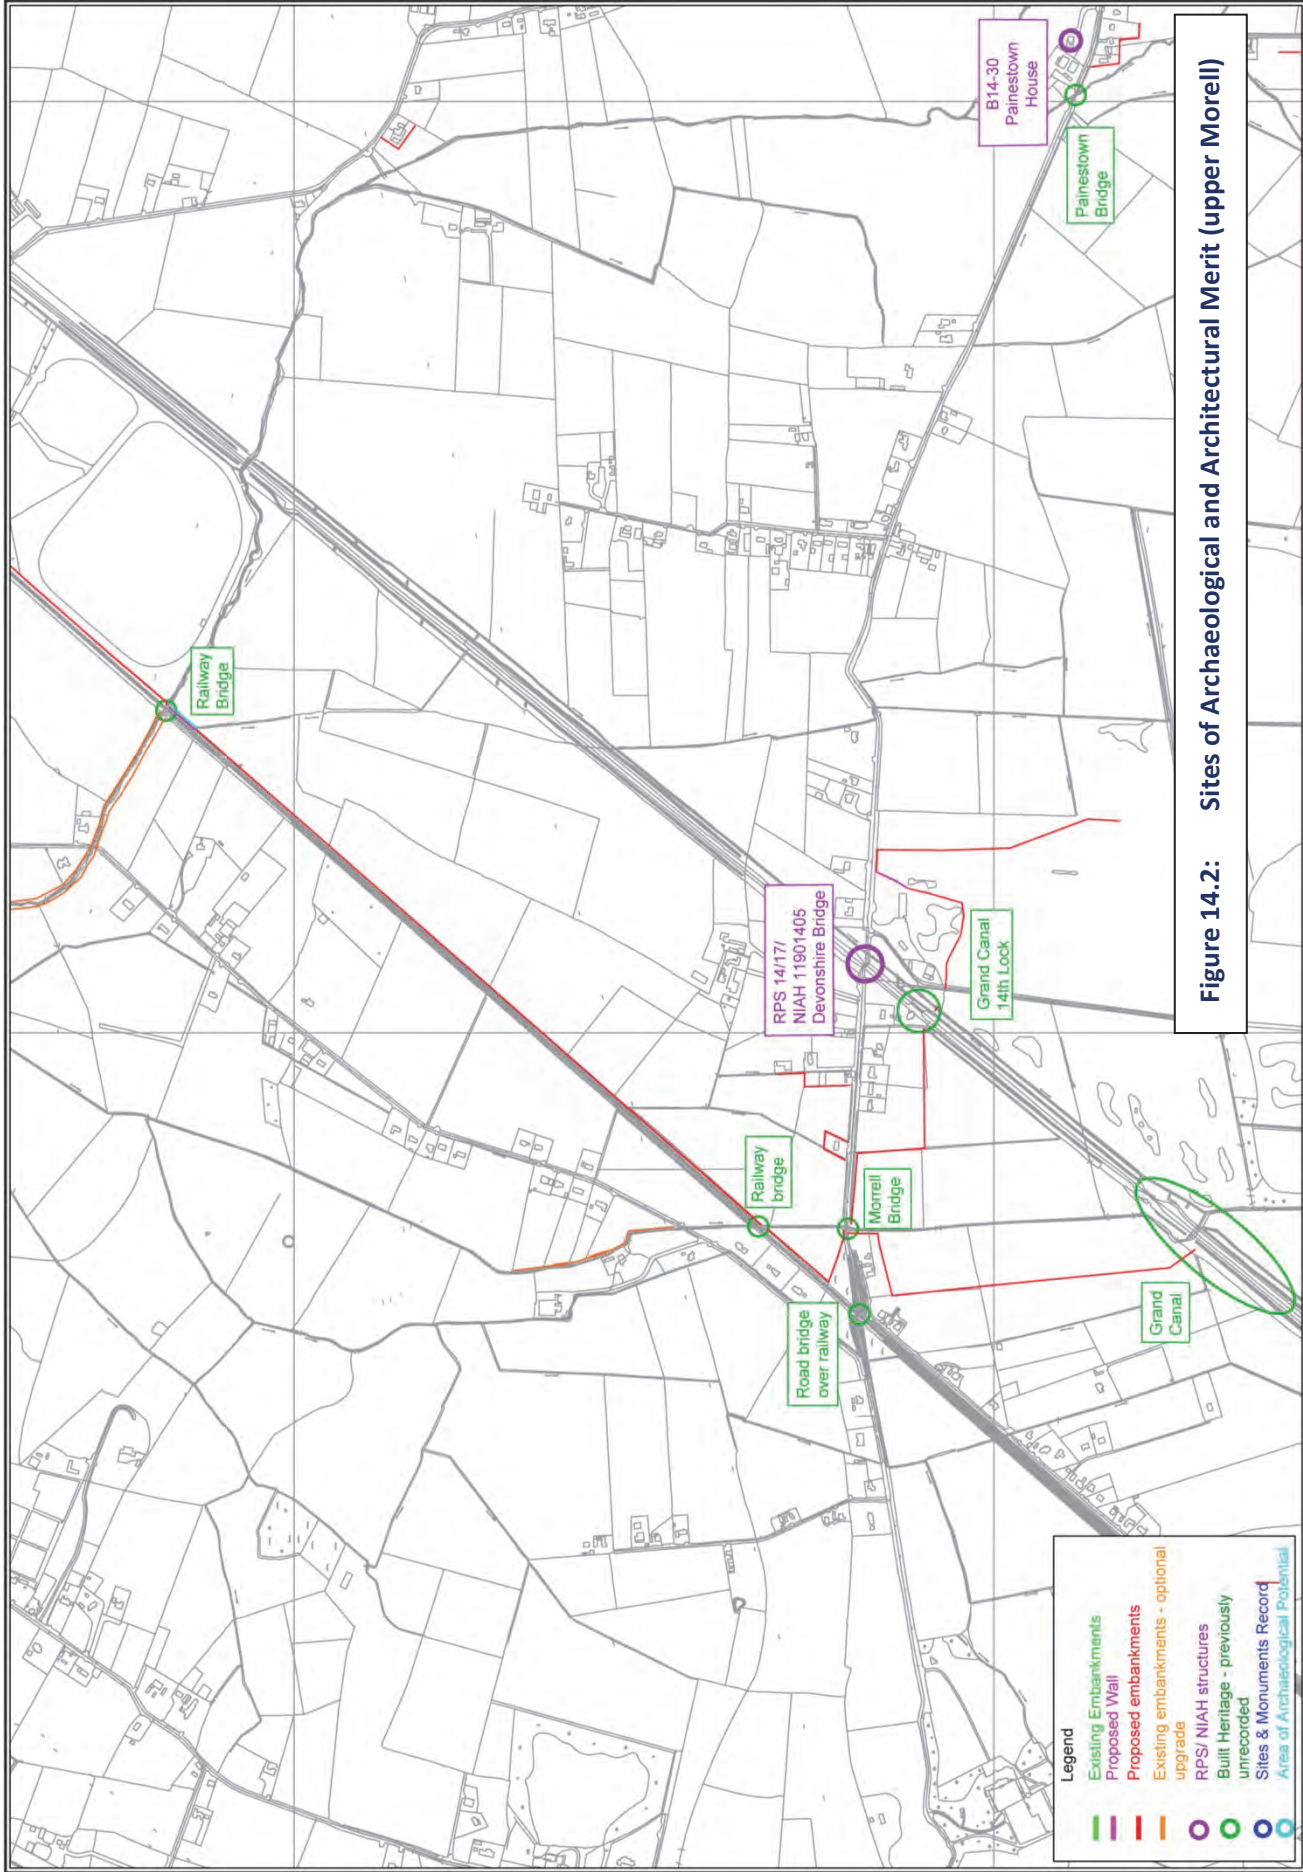 B14-30
Painestown
House
Painestown
Bridge
Railway
Bridge
RPS 14/17/
NIAH 11901405
Devonshire Bridge
Grand Canal
14th Lock
Railway
bridge
Morrell
Bridge
Road bridge
over railway
Grand
Canal
Legend
Existing Embankments
Proposed Wall
Proposed embankments
Existing embankments - optional
upgrade
RPS/ NIAH structures
Built Heritage - previously
unrecorded
Sites & Monuments Record
Area of Archaeological Potential
Figure 14.2: Sites of Archaeological and Architectural Merit (upper Morell)